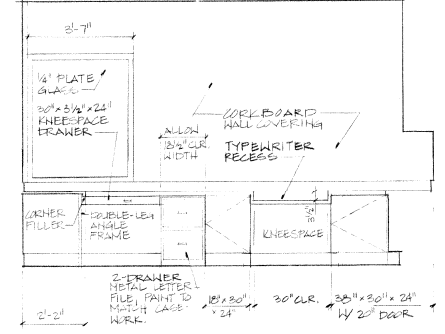 3'-7"
1/4" PLATE
GLASS
30" x 3 1/2" x 24"
KNEESPACE
DRAWER
ALLOW
18 1/2" CLR.
WIDTH
CORKBOARD
WALL COVERING
TYPEWRITER
RECESS
CORNER
FILLER
DOUBLE-LEG
ANGLE
FRAME
KNEESPACE
2-DRAWER
METAL LETTER
FILE, PAINT TO
MATCH CASE-
WORK.
18" x 30"
x 24"
30" CLR.
38" x 30" x 24"
W/ 20" DOOR
2'-2"